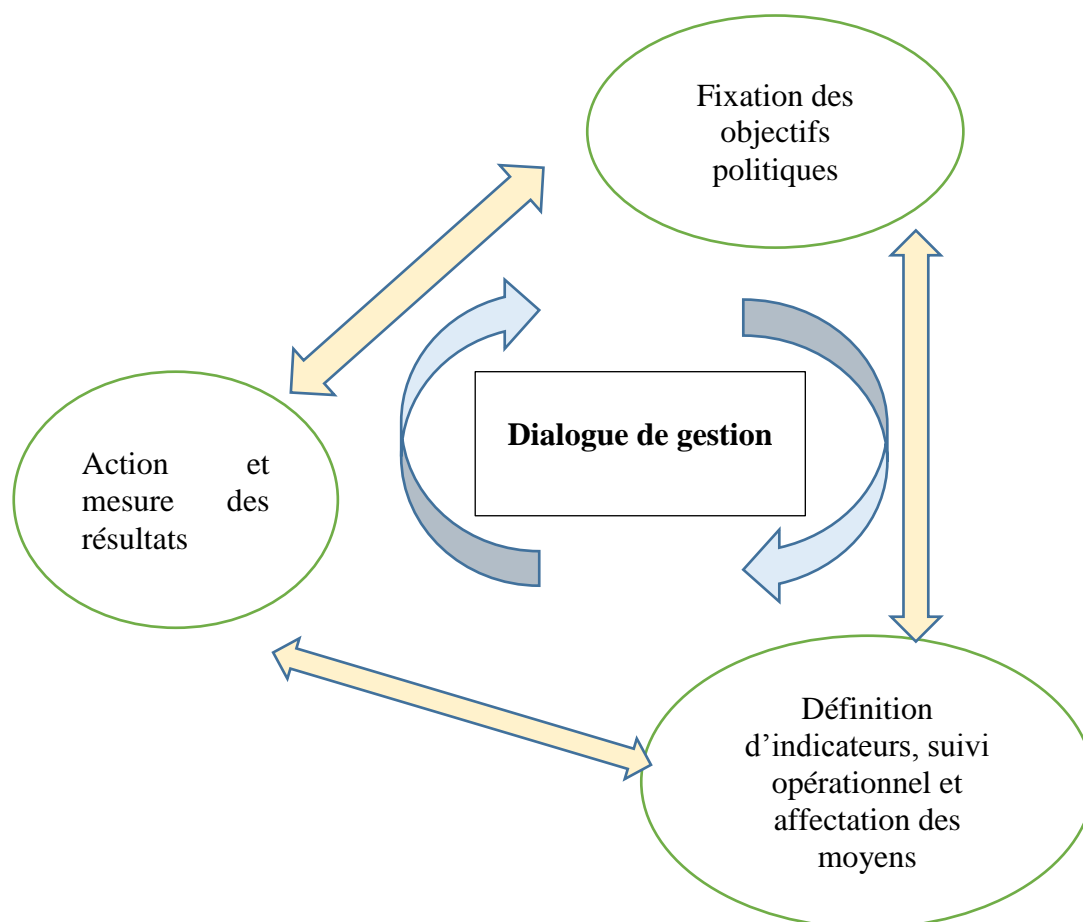 Fixation des
objectifs
politiques
Dialogue de gestion
Action et
mesure des
résultats
Définition
d’indicateurs, suivi
opérationnel et
affectation des
moyens